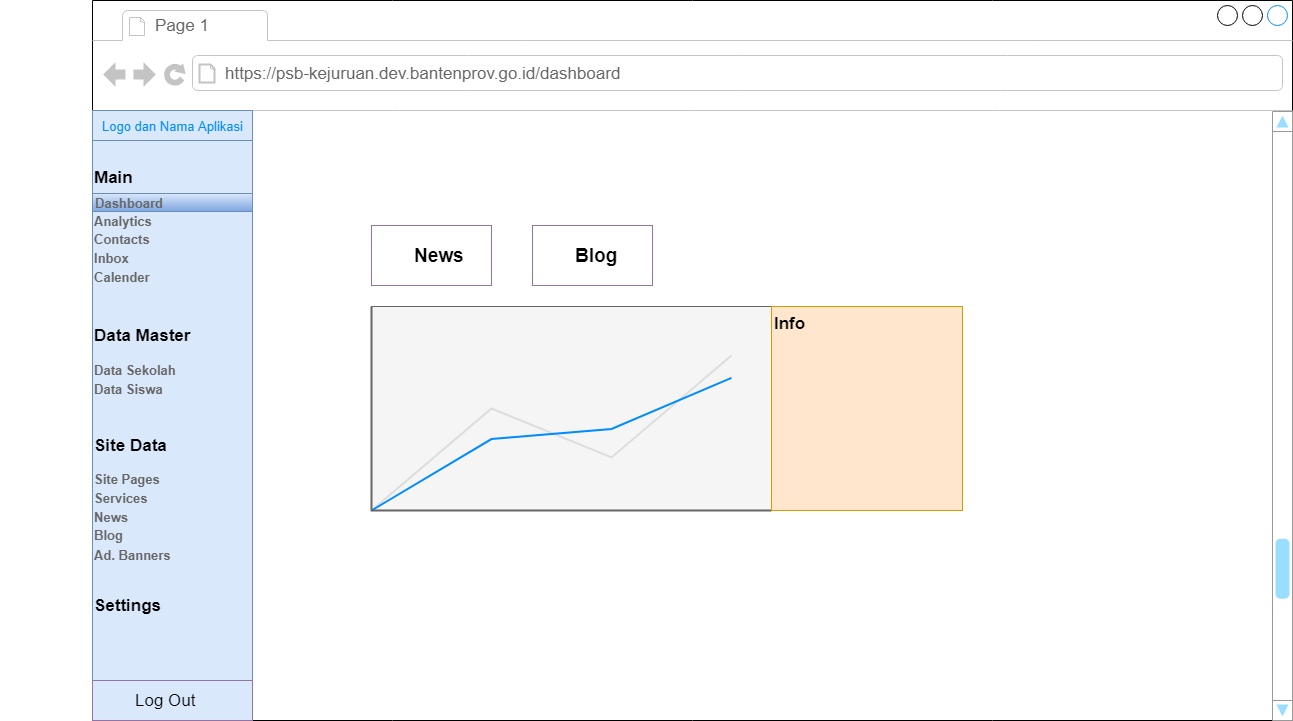 Page 1
https://psb-kejuruan.dev.bantenprov.go.id/dashboard
Logo dan Nama Aplikasi
Main
Dashboard
Analytics
Contacts
Inbox
Calender
Data Master
Data Sekolah
Data Siswa
Site Data
Site Pages
Services
News
Blog
Ad. Banners
Settings
Log Out
News
Blog
Info